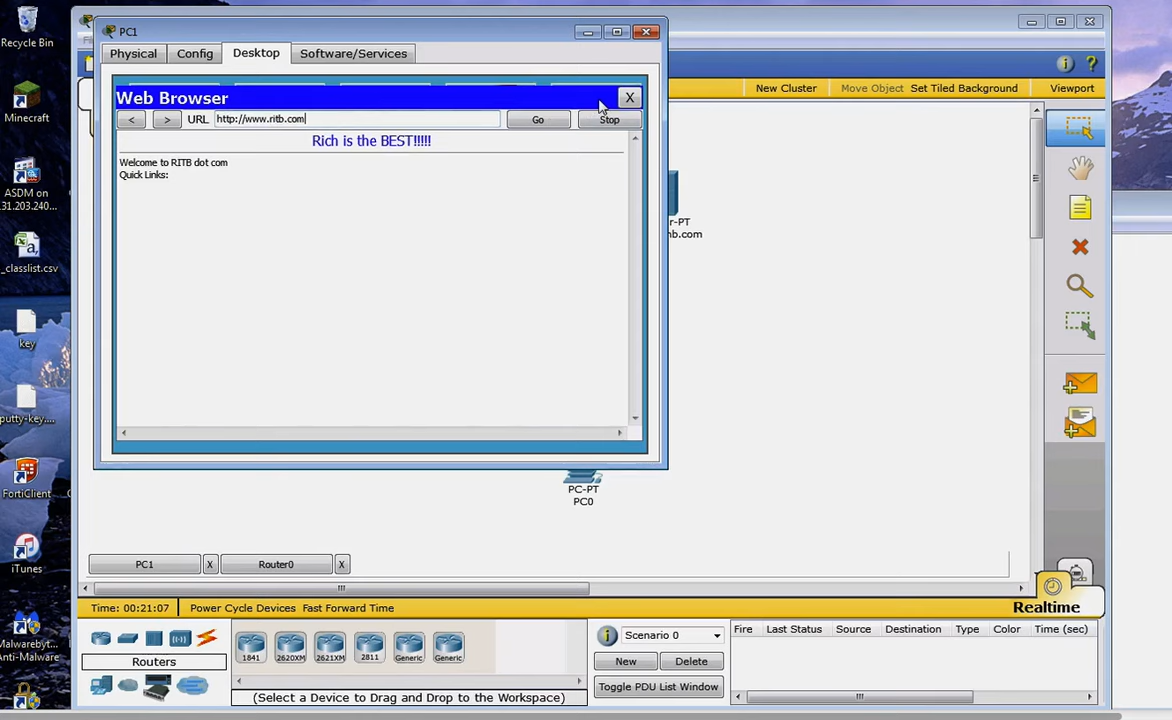 Recycle Bin
Minecraft
ASDM on
31.203.240...
_classlist.csv
key
putty-key....
FortiClient
iTunes
Malwarebyt...
Anti-Malware
PC1
Physical
Config
Desktop
Software/Services
Web Browser
X
<
>
URL
http://www.ritb.com
Go
Stop
Rich is the BEST!!!!!
Welcome to RITB dot com
Quick Links:
New Cluster
Move Object
Set Tiled Background
Viewport
r-PT
nb.com
PC-PT
PC0
PC1
X
Router0
X
Time: 00:21:07
Power Cycle Devices
Fast Forward Time
Realtime
Routers
1841
2620XM
2621XM
2811
Generic
Generic
(Select a Device to Drag and Drop to the Workspace)
Scenario 0
New
Delete
Toggle PDU List Window
Fire
Last Status
Source
Destination
Type
Color
Time (sec)